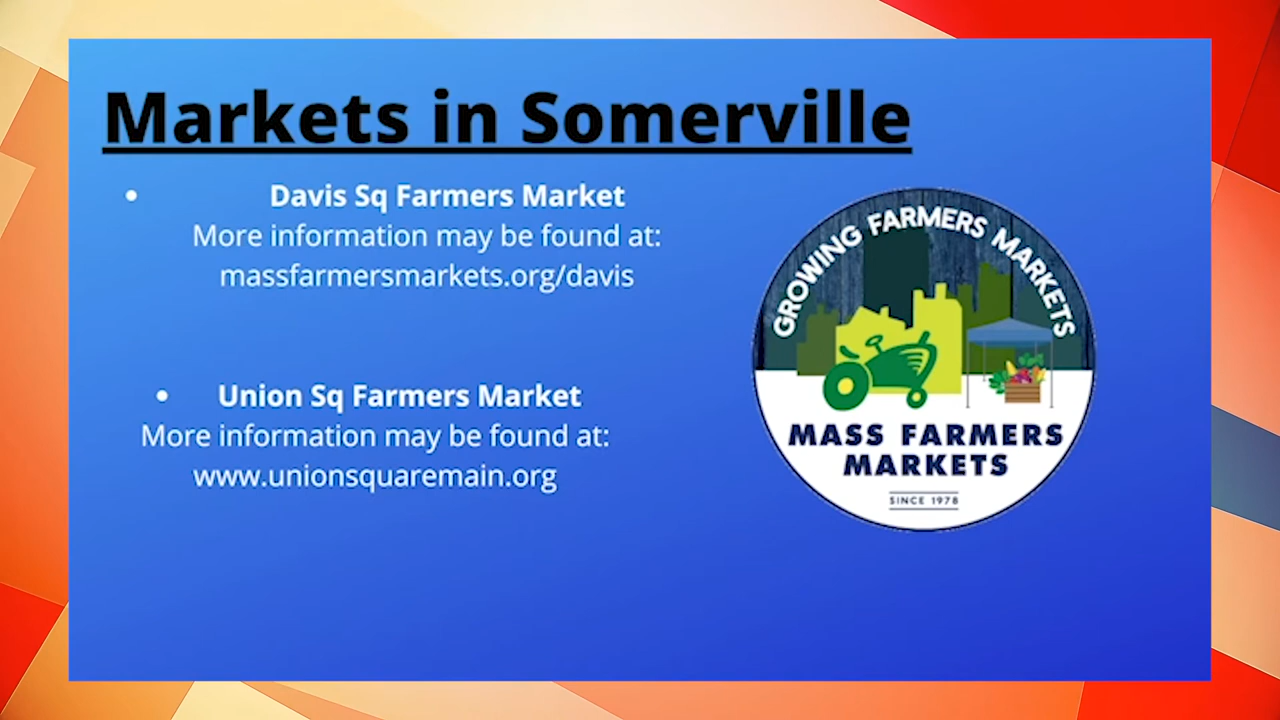 Markets in Somerville
• Davis Sq Farmers Market
More information may be found at:
massfarmersmarkets.org/davis
• Union Sq Farmers Market
More information may be found at:
www.unionsquaremain.org
GROWING FARMERS MARKETS
MASS FARMERS
MARKETS
SINCE 1978